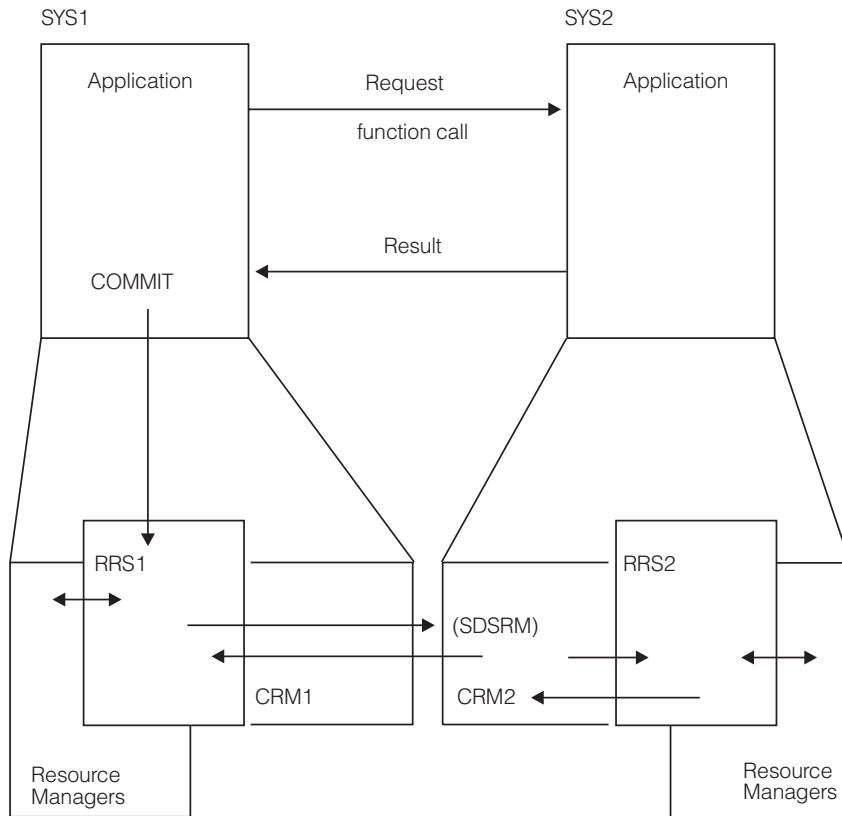 SYS1
SYS2
Application
Request
function call
Application
Result
COMMIT
RRS1
RRS2
(SDSRM)
CRM1
CRM2
Resource
Managers
Resource
Managers